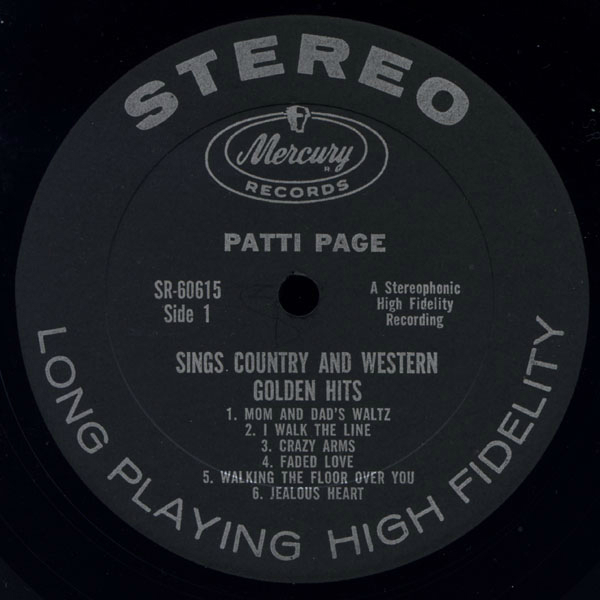 STEREO
Mercury
R
RECORDS
PATTI PAGE
SR-60615
Side 1
A Stereophonic
High Fidelity
Recording
SINGS COUNTRY AND WESTERN
GOLDEN HITS
1. MOM AND DAD'S WALTZ
2. I WALK THE LINE
3. CRAZY ARMS
4. FADED LOVE
5. WALKING THE FLOOR OVER YOU
6. JEALOUS HEART
LONG PLAYING HIGH FIDELITY